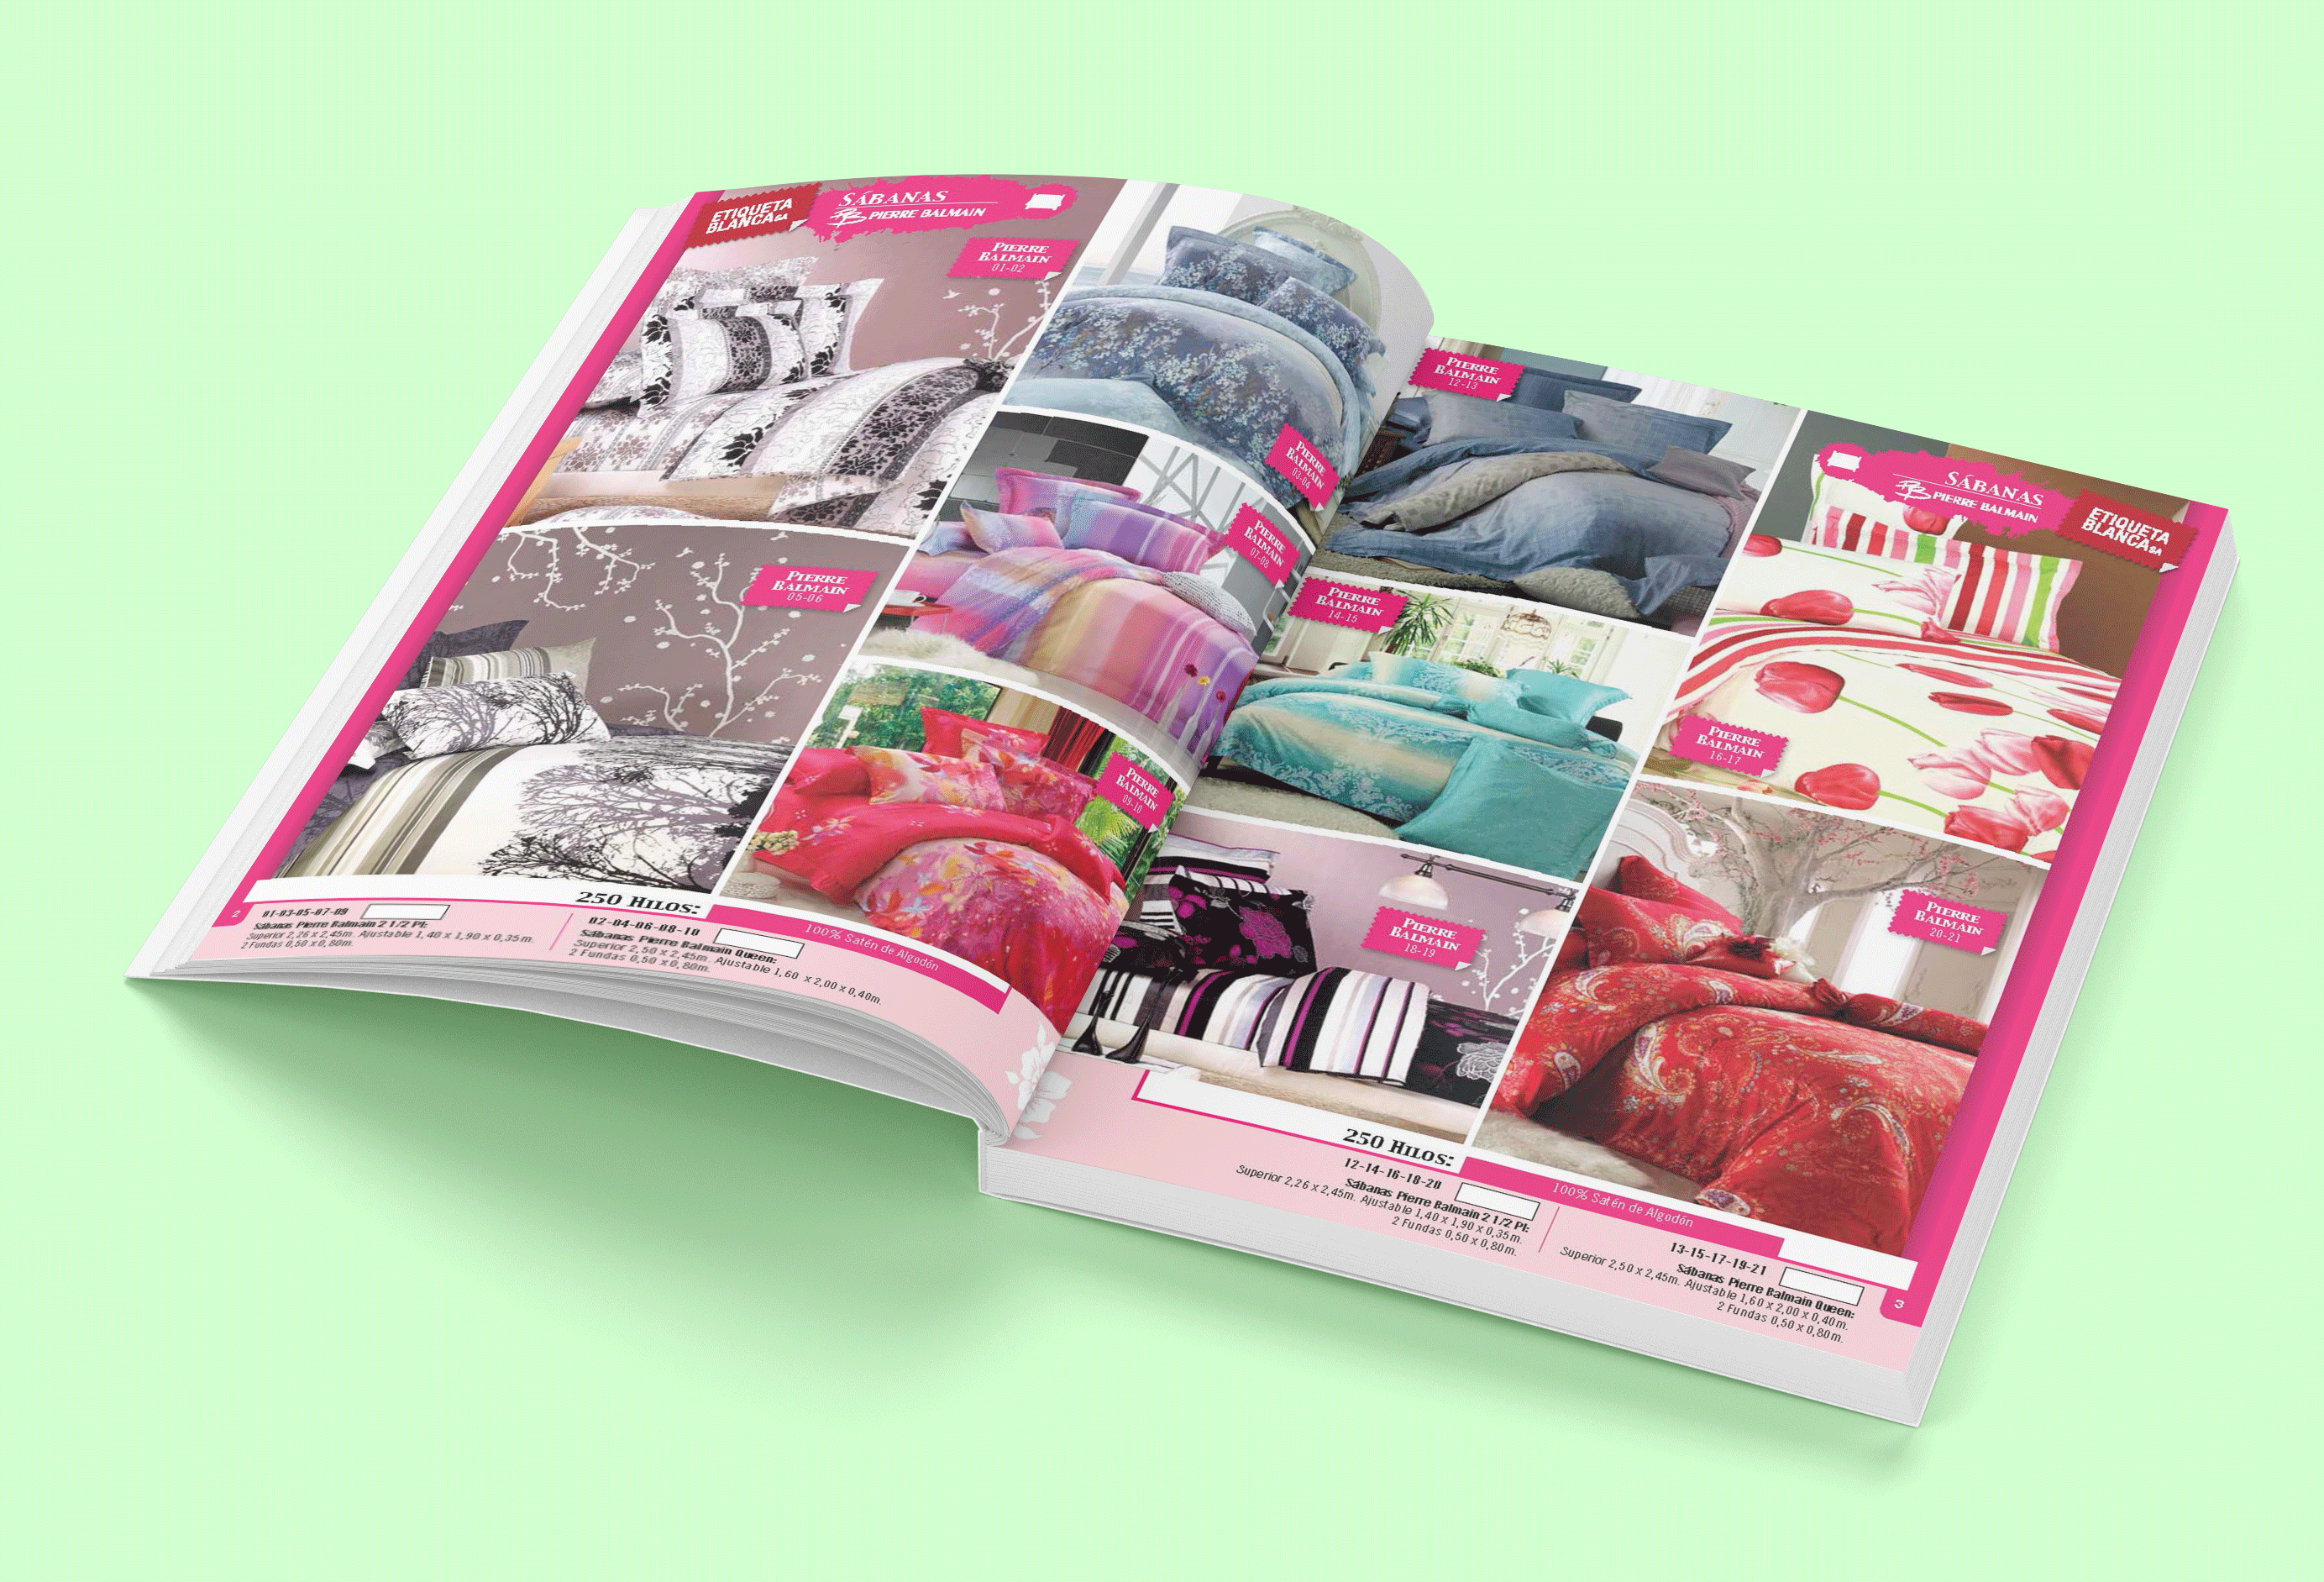 ETIQUETA
BLANCA SA
SÁBANAS
PB PIERRE BALMAIN
PIERRE
BALMAIN
01-02
PIERRE
BALMAIN
03-04
PIERRE
BALMAIN
05-06
PIERRE
BALMAIN
07-08
PIERRE
BALMAIN
09-10
250 HILOS:
100% Satén de Algodón
2
01-03-05-07-09
Sábanas Pierre Balmain 2 1/2 Pl:
Superior 2,26 x 2,45m. Ajustable 1,40 x 1,90 x 0,35m.
2 Fundas 0,50 x 0,80m.
02-04-06-08-10
Sábanas Pierre Balmain Queen:
Superior 2,50 x 2,45m. Ajustable 1,60 x 2,00 x 0,40m.
2 Fundas 0,50 x 0,80m.
PIERRE
BALMAIN
12-13
SÁBANAS
PB PIERRE BALMAIN
ETIQUETA
BLANCA SA
PIERRE
BALMAIN
14-15
PIERRE
BALMAIN
16-17
PIERRE
BALMAIN
18-19
PIERRE
BALMAIN
20-21
250 HILOS:
100% Satén de Algodón
12-14-16-18-20
Sábanas Pierre Balmain 2 1/2 Pl:
Superior 2,26 x 2,45m. Ajustable 1,40 x 1,90 x 0,35m.
2 Fundas 0,50 x 0,80m.
13-15-17-19-21
Sábanas Pierre Balmain Queen:
Superior 2,50 x 2,45m. Ajustable 1,60 x 2,00 x 0,40m.
2 Fundas 0,50 x 0,80m.
3